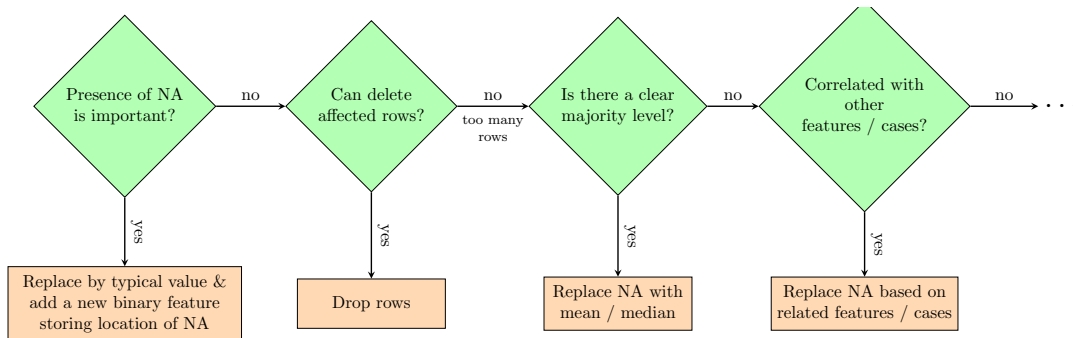 Presence of NA
is important?
no
Can delete
affected rows?
no
too many
rows
Is there a clear
majority level?
no
Correlated with
other
features / cases?
no
. .
yes
yes
yes
yes
Replace by typical value &
add a new binary feature
storing location of NA
Drop rows
Replace NA with
mean / median
Replace NA based on
related features / cases